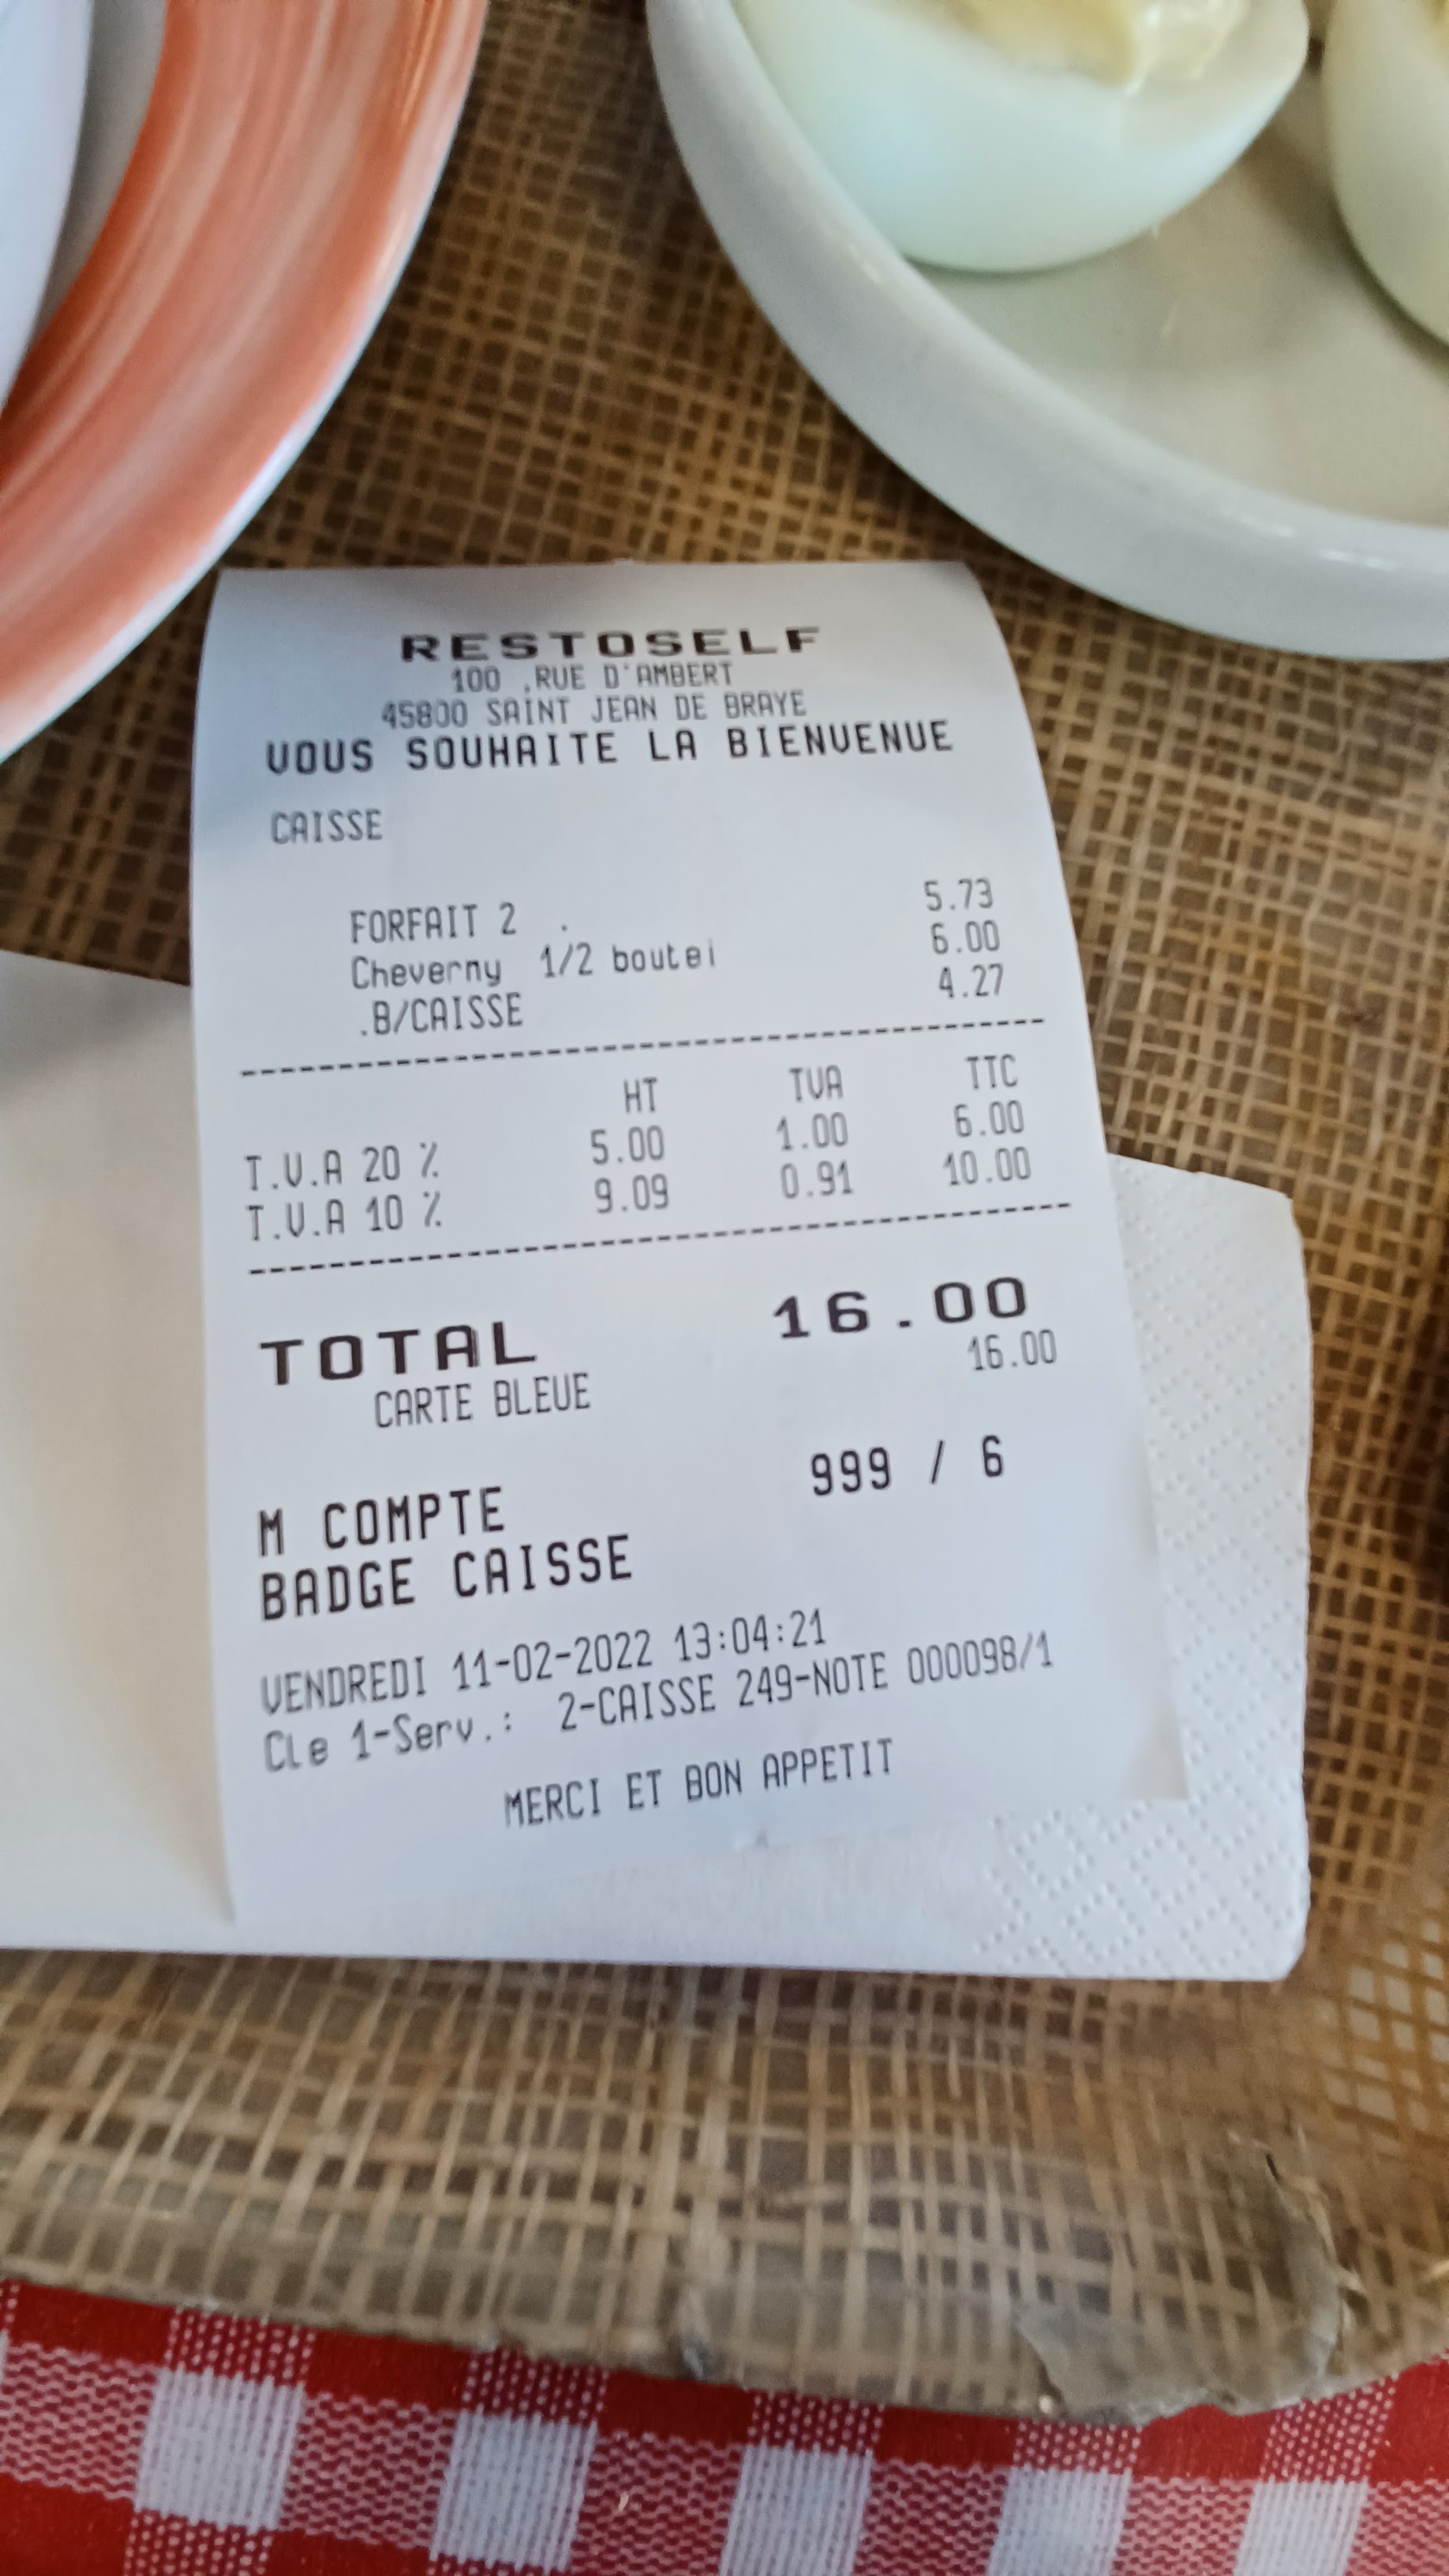 RESTOSELF
100 ,RUE D'AMBERT
45800 SAINT JEAN DE BRAYE
VOUS SOUHAITE LA BIENVENUE
CAISSE
FORFAIT 2 . 5.73
Cheverny 1/2 boutei 6.00
.B/CAISSE 4.27
HT TVA TTC
T.V.A 20 % 5.00 1.00 6.00
T.V.A 10 % 9.09 0.91 10.00
TOTAL 16.00
CARTE BLEUE 16.00
M COMPTE 999 / 6
BADGE CAISSE
VENDREDI 11-02-2022 13:04:21
Cle 1-Serv.: 2-CAISSE 249-NOTE 000098/1
MERCI ET BON APPETIT